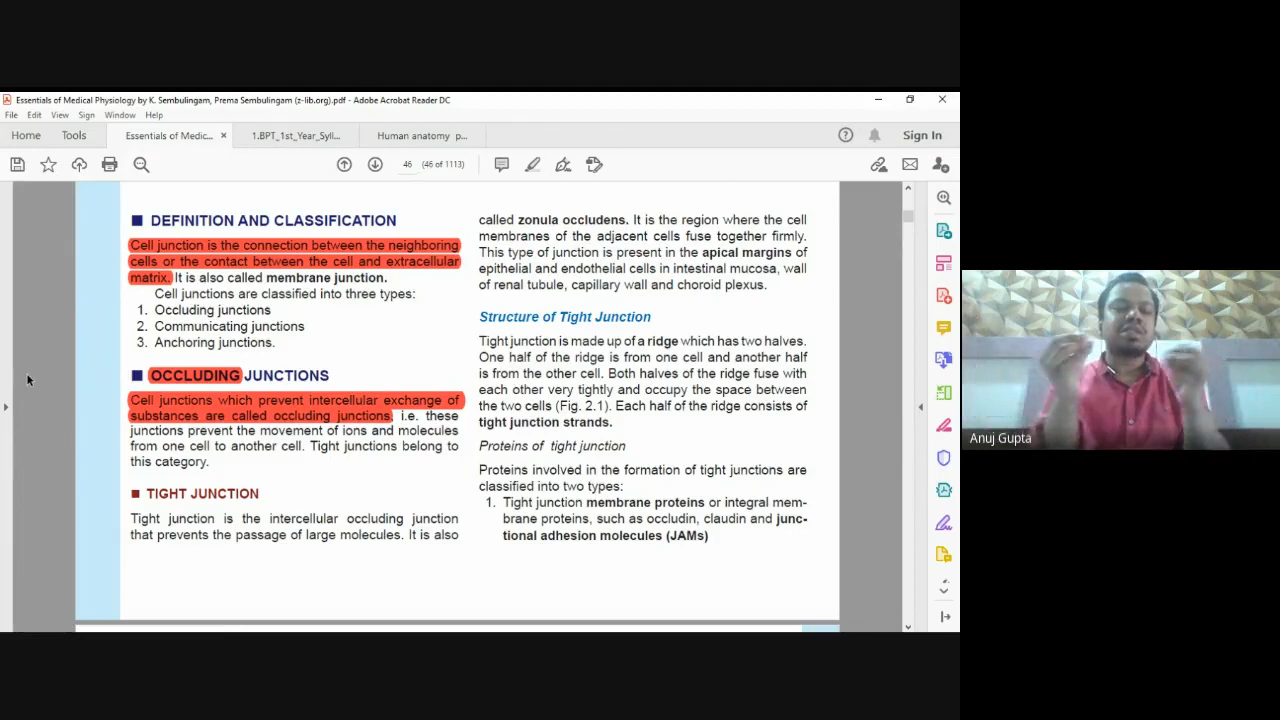 Essentials of Medical Physiology by K. Sembulingam, Prema Sembulingam (z-lib.org).pdf - Adobe Acrobat Reader DC
File Edit View Sign Window Help
Home Tools Essentials of Medic... × 1.BPT_1st_Year_Syll... Human anatomy p... Sign In
46 (46 of 1113)
■ DEFINITION AND CLASSIFICATION
Cell junction is the connection between the neighboring
cells or the contact between the cell and extracellular
matrix. It is also called membrane junction.
Cell junctions are classified into three types:
1. Occluding junctions
2. Communicating junctions
3. Anchoring junctions.
■ OCCLUDING JUNCTIONS
Cell junctions which prevent intercellular exchange of
substances are called occluding junctions, i.e. these
junctions prevent the movement of ions and molecules
from one cell to another cell. Tight junctions belong to
this category.
■ TIGHT JUNCTION
Tight junction is the intercellular occluding junction
that prevents the passage of large molecules. It is also
called zonula occludens. It is the region where the cell
membranes of the adjacent cells fuse together firmly.
This type of junction is present in the apical margins of
epithelial and endothelial cells in intestinal mucosa, wall
of renal tubule, capillary wall and choroid plexus.
Structure of Tight Junction
Tight junction is made up of a ridge which has two halves.
One half of the ridge is from one cell and another half
is from the other cell. Both halves of the ridge fuse with
each other very tightly and occupy the space between
the two cells (Fig. 2.1). Each half of the ridge consists of
tight junction strands.
Proteins of tight junction
Proteins involved in the formation of tight junctions are
classified into two types:
1. Tight junction membrane proteins or integral mem-
brane proteins, such as occludin, claudin and junc-
tional adhesion molecules (JAMs)
Anuj Gupta